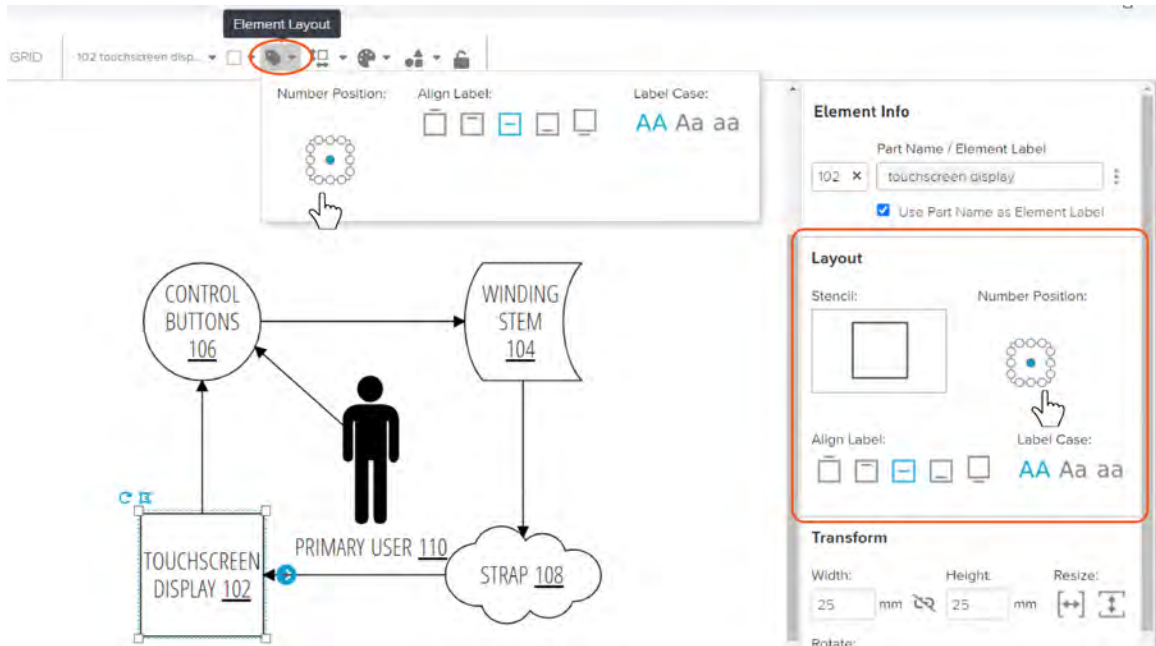 Element Layout
GRID
102 touchscreen disp...
Number Position:
Align Label:
Label Case:
AA Aa aa
Element Info
Part Name / Element Label
102 ×
touchscreen display
Use Part Name as Element Label
Layout
Stencil:
Number Position:
Align Label:
Label Case:
AA Aa aa
CONTROL
BUTTONS
106
WINDING
STEM
104
TOUCHSCREEN
DISPLAY 102
PRIMARY USER 110
STRAP 108
Transform
Width:
Height:
Resize:
25
mm
25
mm
Rotate: